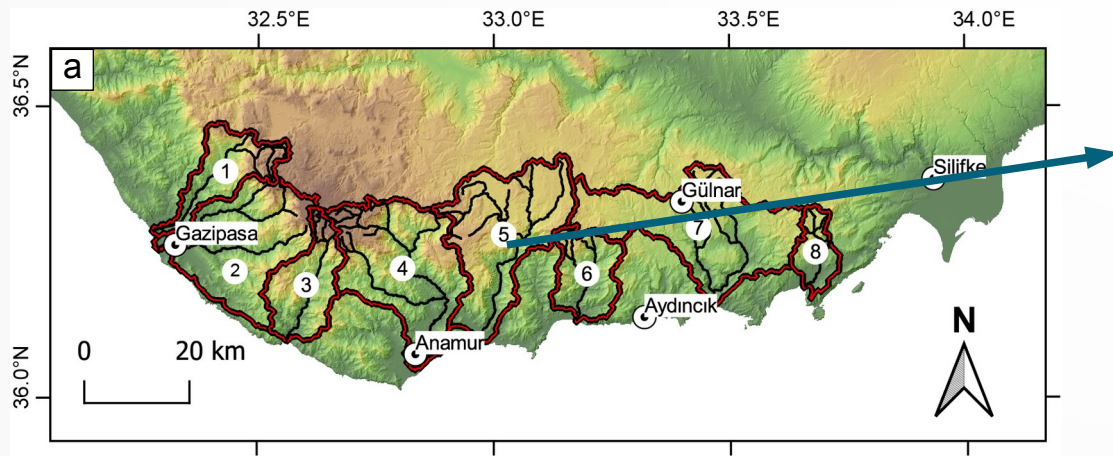 32.5°E 33.0°E 33.5°E 34.0°E
a
36.5°N
1
Silifke
Gülnar
Gazipasa
5
7
2
3
4
6
8
Aydıncık
Anamur
0 20 km
N
36.0°N